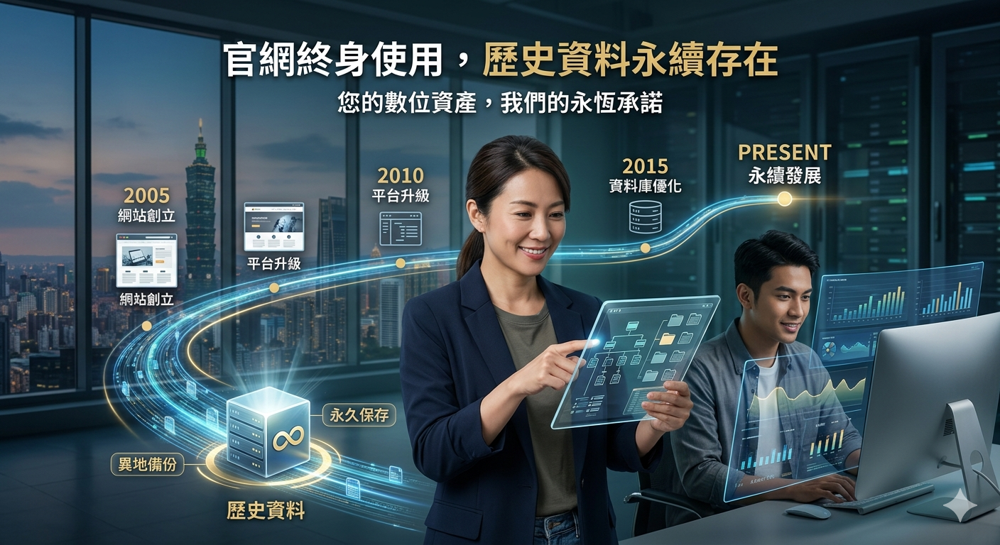 官網終身使用，歷史資料永續存在
您的數位資產，我們的永恆承諾
2005
網站創立
網站創立
平台升級
2010
平台升級
2015
資料庫優化
PRESENT
永續發展
永久保存
異地備份
歷史資料